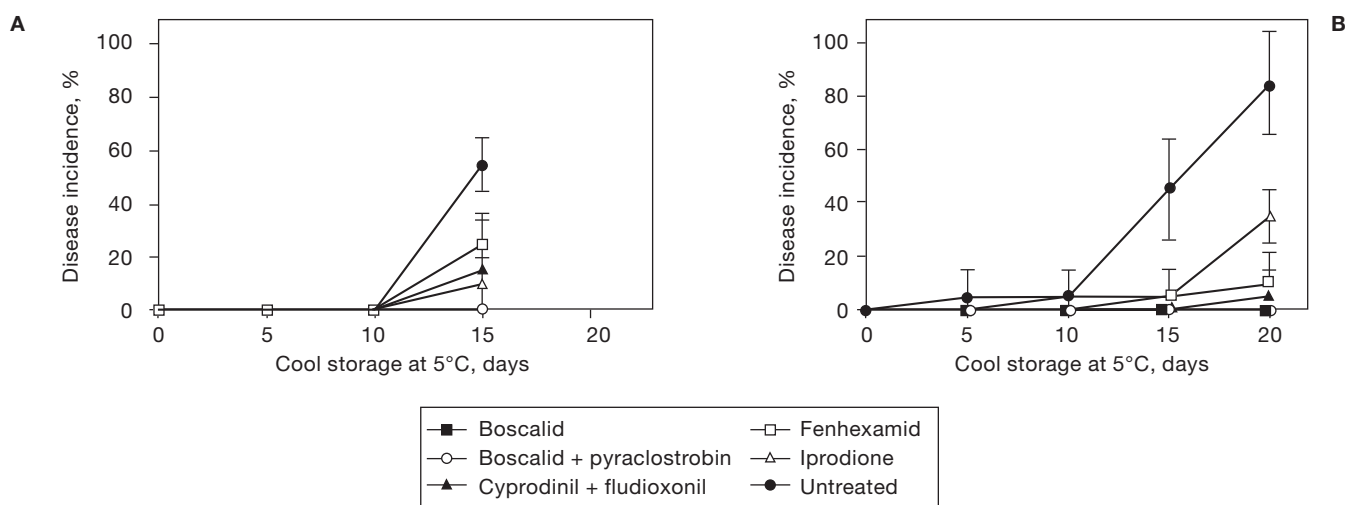 A
B
Disease incidence, %
100
80
60
40
20
0
0 5 10 15 20
Cool storage at 5°C, days
Disease incidence, %
100
80
60
40
20
0
0 5 10 15 20
Cool storage at 5°C, days
Boscalid
Boscalid + pyraclostrobin
Cyprodinil + fludioxonil
Fenhexamid
Iprodione
Untreated